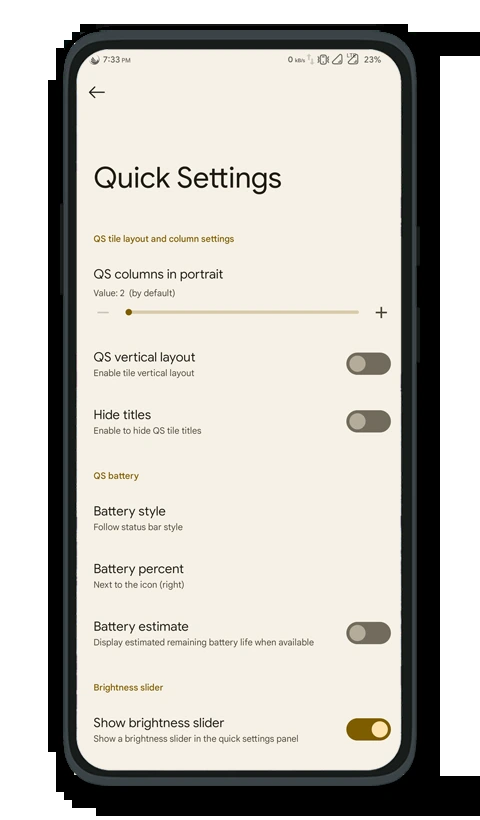 7:33 PM 0 kB/s 23%
Quick Settings
QS tile layout and column settings
QS columns in portrait
Value: 2 (by default)
QS vertical layout
Enable tile vertical layout
Hide titles
Enable to hide QS tile titles
QS battery
Battery style
Follow status bar style
Battery percent
Next to the icon (right)
Battery estimate
Display estimated remaining battery life when available
Brightness slider
Show brightness slider
Show a brightness slider in the quick settings panel